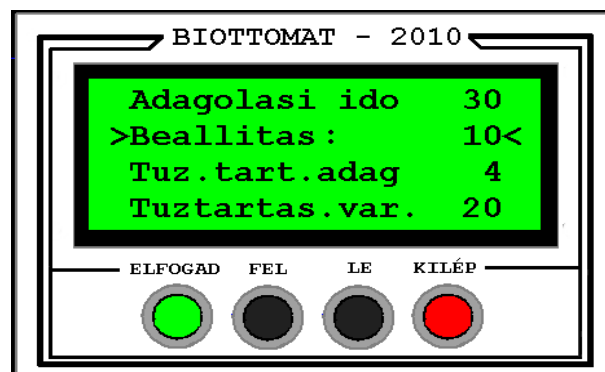 BIOTTOMAT - 2010
Adagolasi ido 30
>Beallitas: 10<
Tuz.tart.adag 4
Tuztartas.var. 20
ELFOGAD FEL LE KILÉP